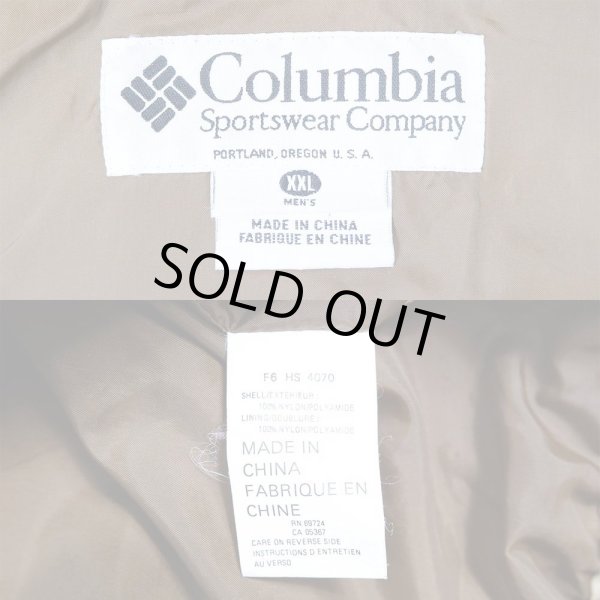 Columbia
Sportswear Company
PORTLAND, OREGON U.S.A.
XXL
MEN'S
MADE IN CHINA
FABRIQUE EN CHINE
SOLD OUT
F6 HS 4070
SHELL/EXTERIEUR:
100% NYLON/POLYAMIDE
LINING/DOUBLURE:
100% NYLON/POLYAMIDE
MADE IN
CHINA
FABRIQUE EN
CHINE
RN 69724
CA 05367
CARE ON REVERSE SIDE
INSTRUCTIONS D'ENTRETIEN
AU VERSO